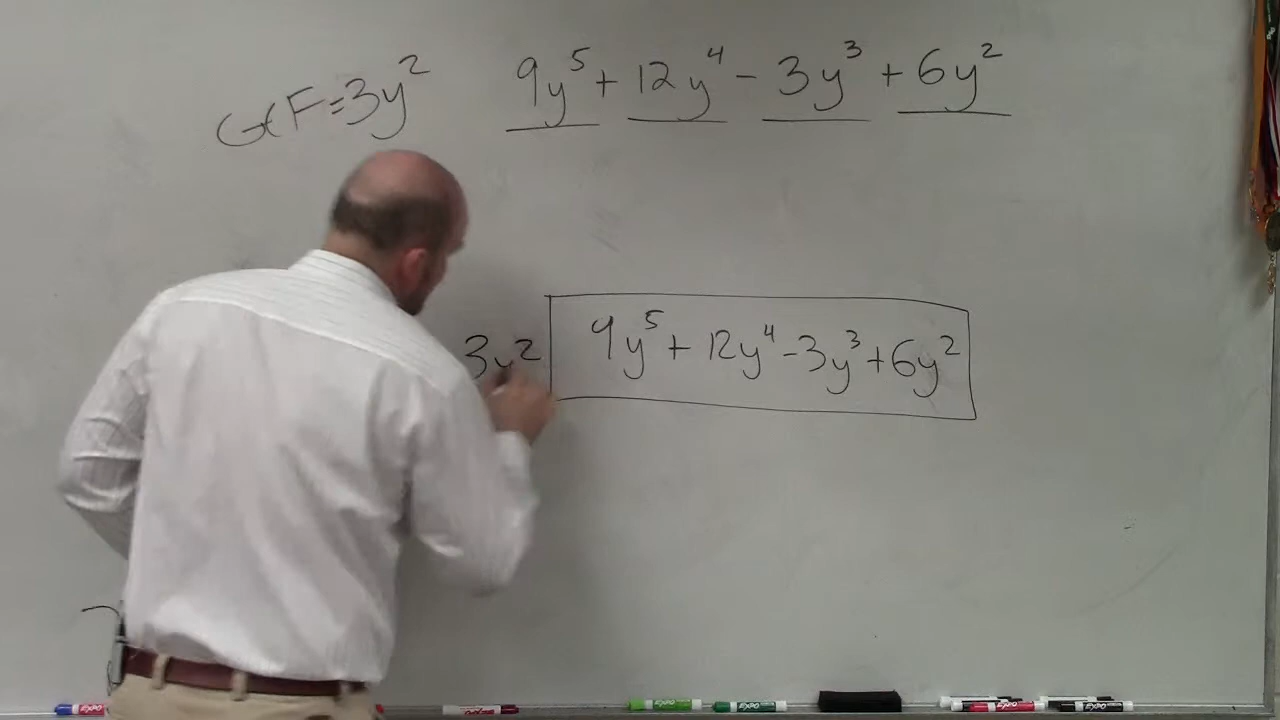 GCF=3y²
9y⁵ + 12y⁴ - 3y³ + 6y²
3y² 9y⁵ + 12y⁴ - 3y³ + 6y²